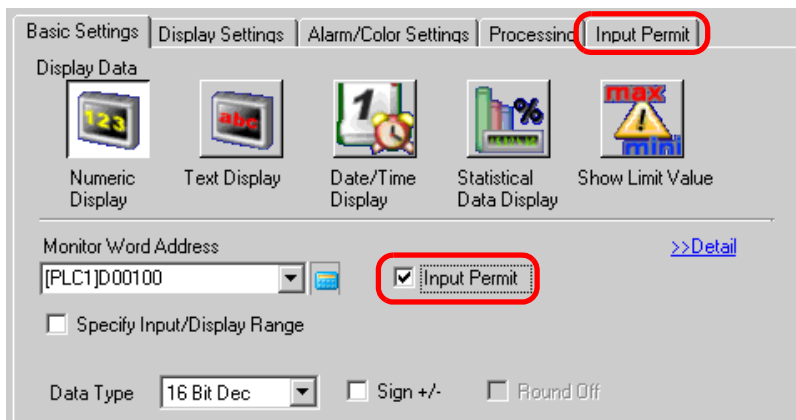 Basic Settings Display Settings Alarm/Color Settings Processing Input Permit
Display Data
123 abc 1 % max mini
Numeric Display Text Display Date/Time Display Statistical Data Display Show Limit Value
Monitor Word Address >>Detail
[PLC1]D00100 Input Permit
Specify Input/Display Range
Data Type 16 Bit Dec Sign +/- Round Off